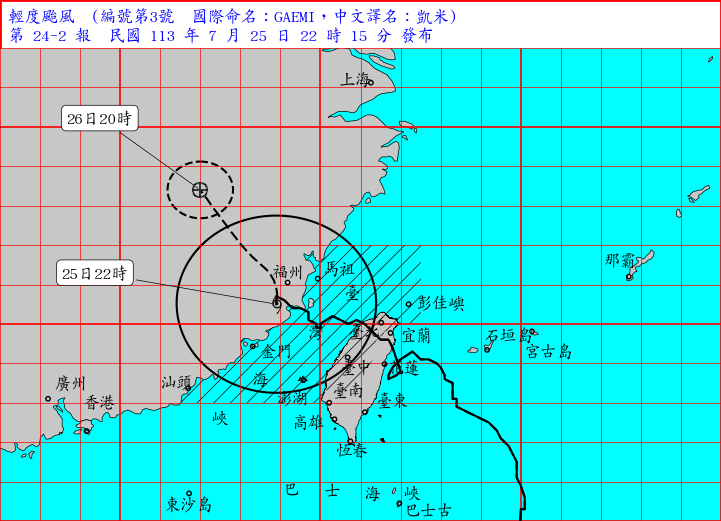 輕度颱風 (編號第3號 國際命名：GAEMI，中文譯名：凱米)
第 24-2 報 民國 113 年 7 月 25 日 22 時 15 分 發布
上海
26日20時
25日22時
福州
馬祖
那霸
臺
彭佳嶼
灣
臺北
宜蘭
石垣島
宮古島
金門
臺中
花蓮
廣州
汕頭
海
澎湖
臺南
臺東
香港
峽
高雄
恆春
巴 士 海 峽
東沙島
巴士古